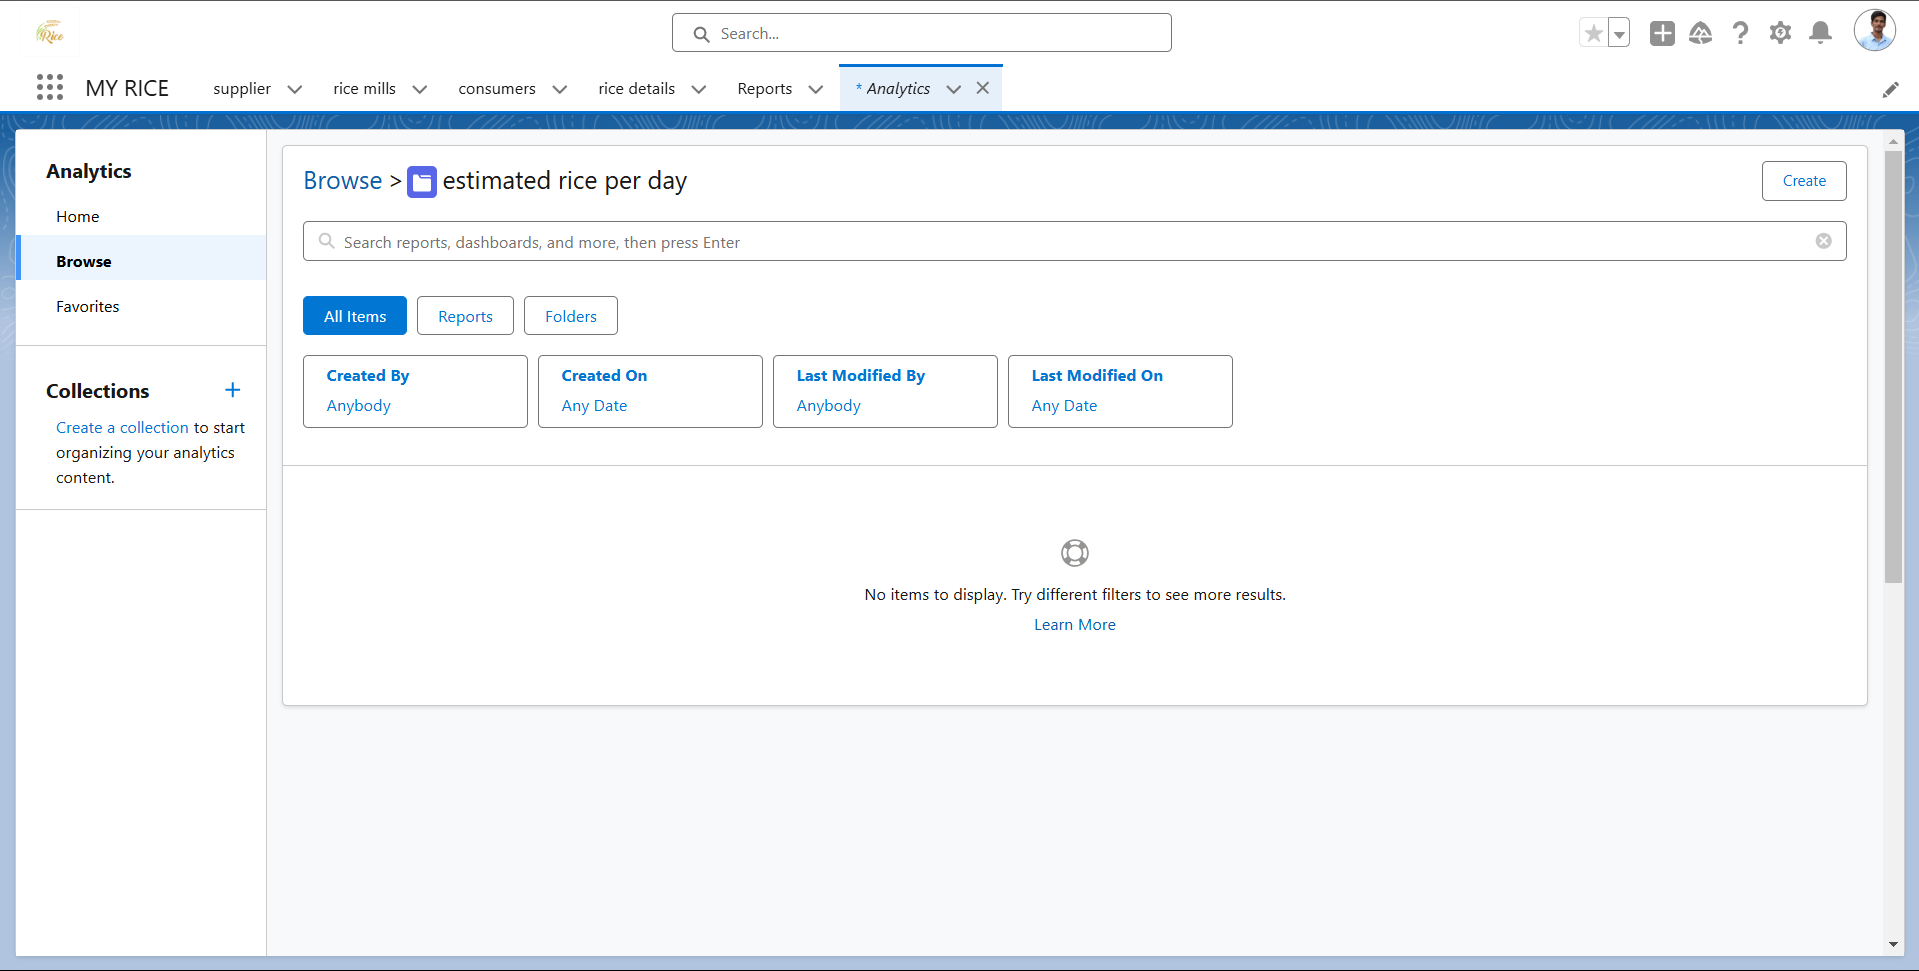 Rice
Search...
MY RICE
supplier
rice mills
consumers
rice details
Reports
* Analytics
Analytics
Home
Browse
Favorites
Collections
Create a collection to start
organizing your analytics
content.
Browse > estimated rice per day
Create
Search reports, dashboards, and more, then press Enter
All Items
Reports
Folders
Created By
Anybody
Created On
Any Date
Last Modified By
Anybody
Last Modified On
Any Date
No items to display. Try different filters to see more results.
Learn More